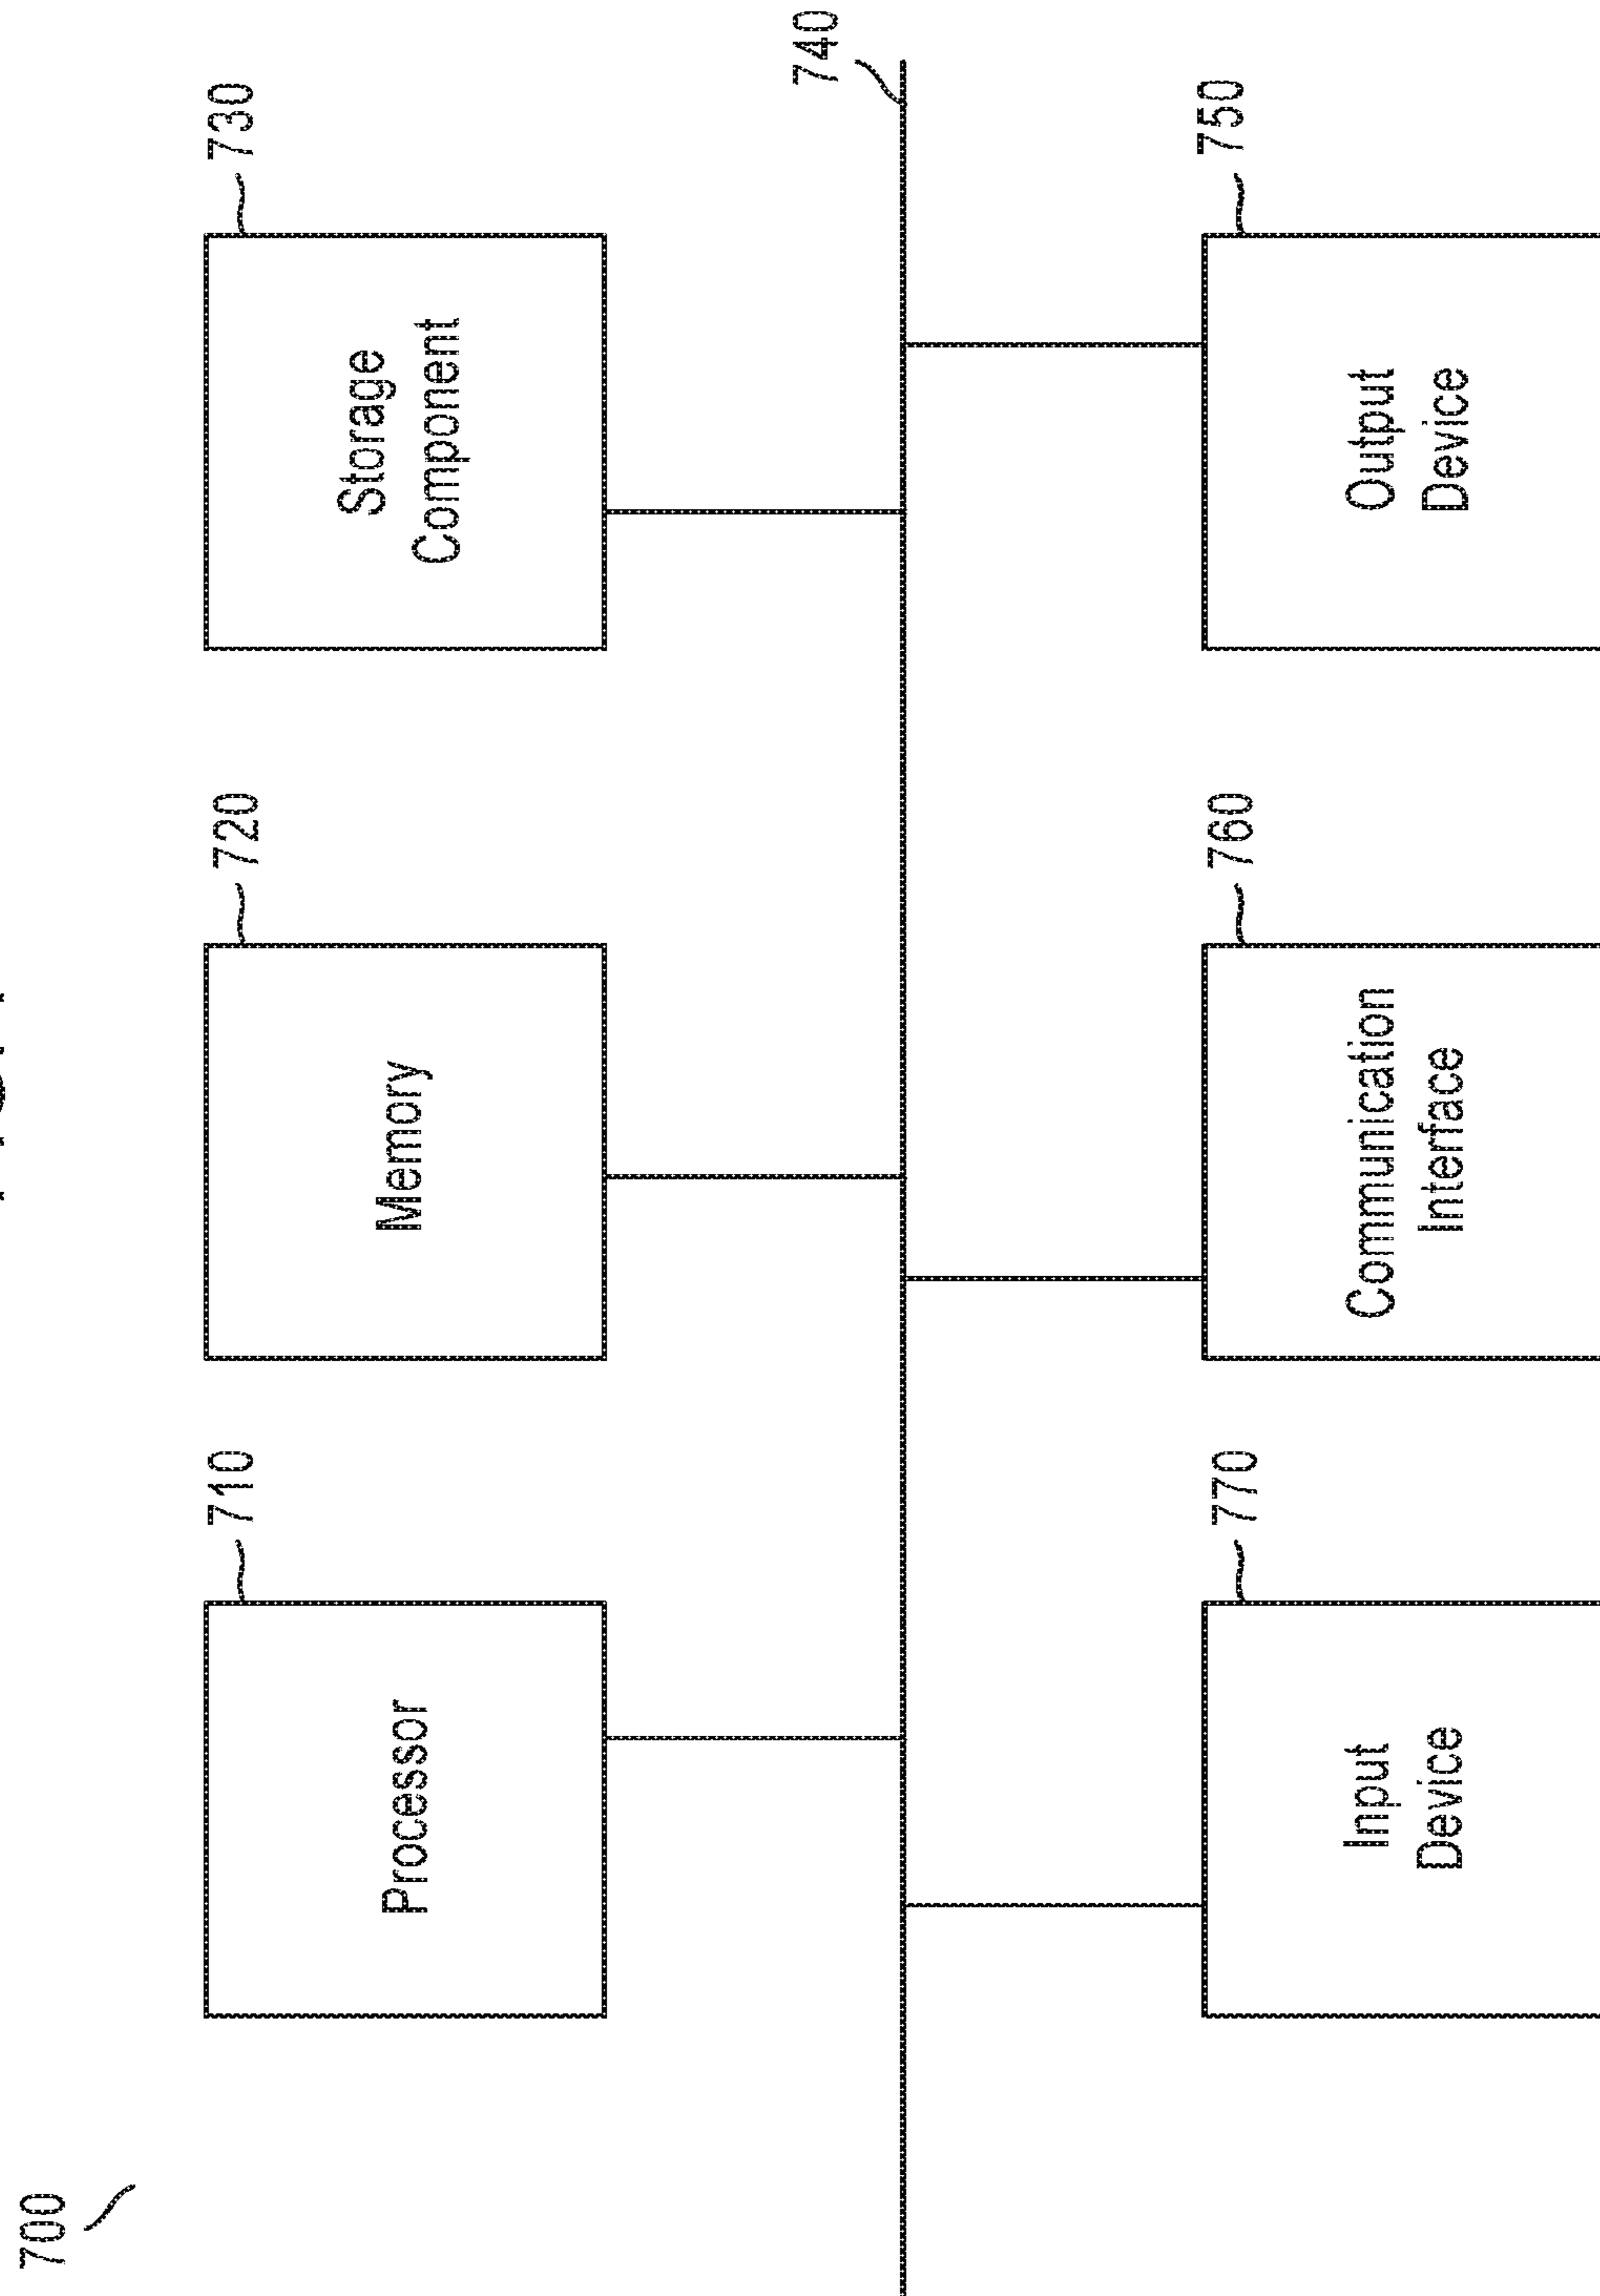 700
710
Processor
720
Memory
730
Storage
Component
740
770
Input
Device
760
Communication
Interface
750
Output
Device